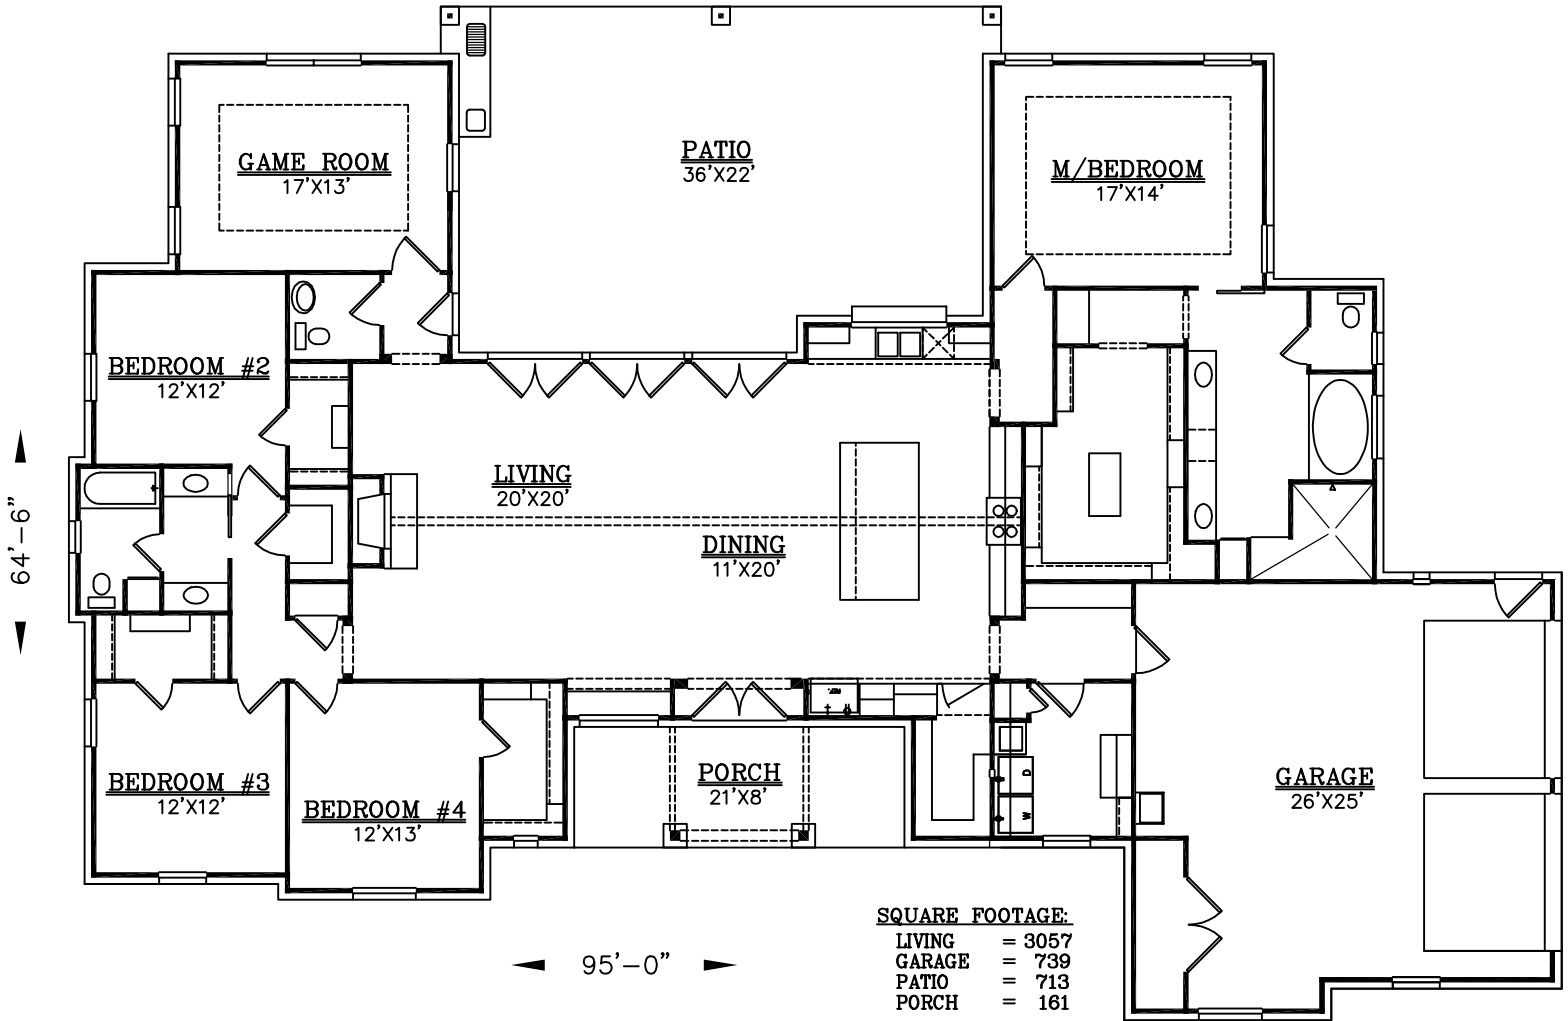 GAME ROOM
17'X13'
PATIO
36'X22'
M/BEDROOM
17'X14'
BEDROOM #2
12'X12'
LIVING
20'X20'
DINING
11'X20'
64'-6"
BEDROOM #3
12'X12'
BEDROOM #4
12'X13'
PORCH
21'X8'
REF.
D
W
GARAGE
26'X25'
95'-0"
SQUARE FOOTAGE:
LIVING = 3057
GARAGE = 739
PATIO = 713
PORCH = 161